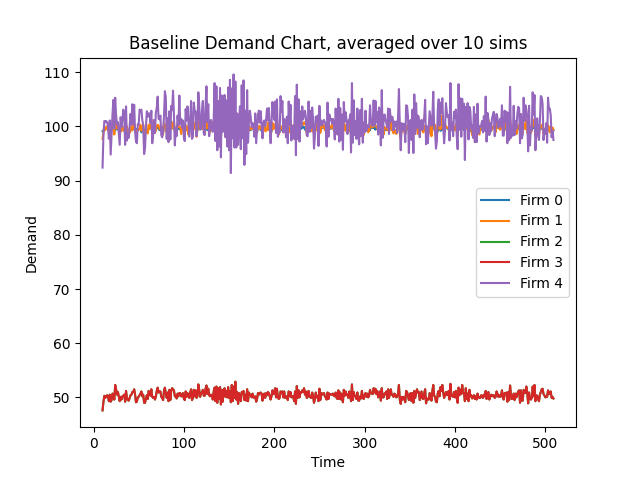 Baseline Demand Chart, averaged over 10 sims
110
100
90
80
70
60
50
Demand
Firm 0
Firm 1
Firm 2
Firm 3
Firm 4
0 100 200 300 400 500
Time